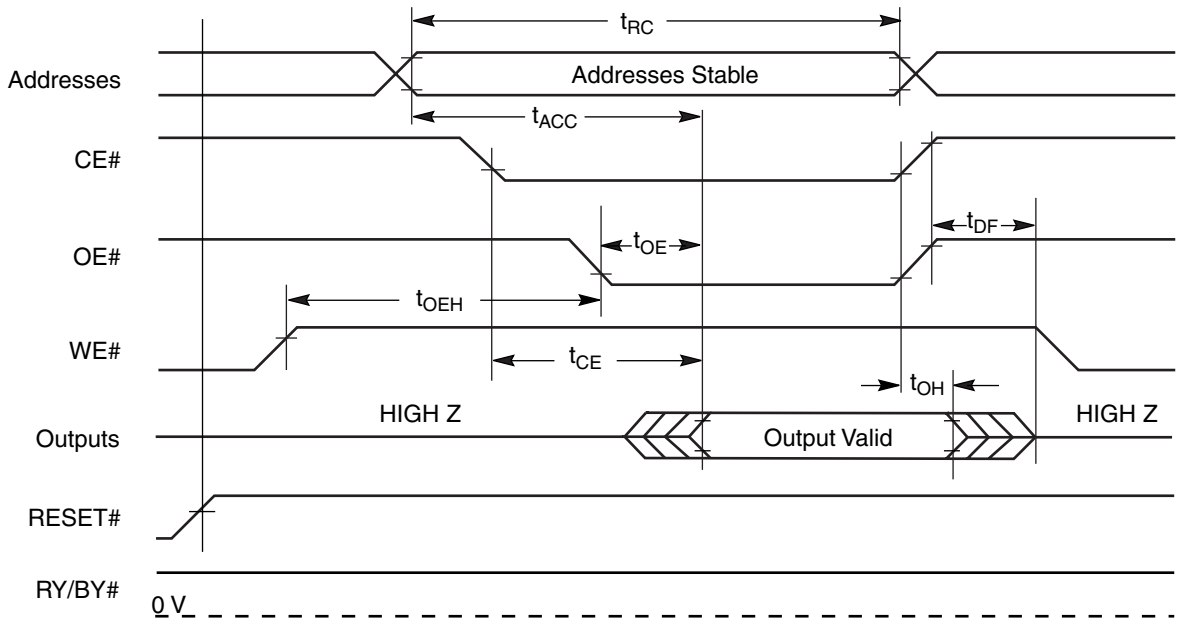 tRC
Addresses
Addresses Stable
tACC
CE#
tDF
OE#
tOE
tOEH
WE#
tCE
tOH
HIGH Z
HIGH Z
Outputs
Output Valid
RESET#
RY/BY#
0 V